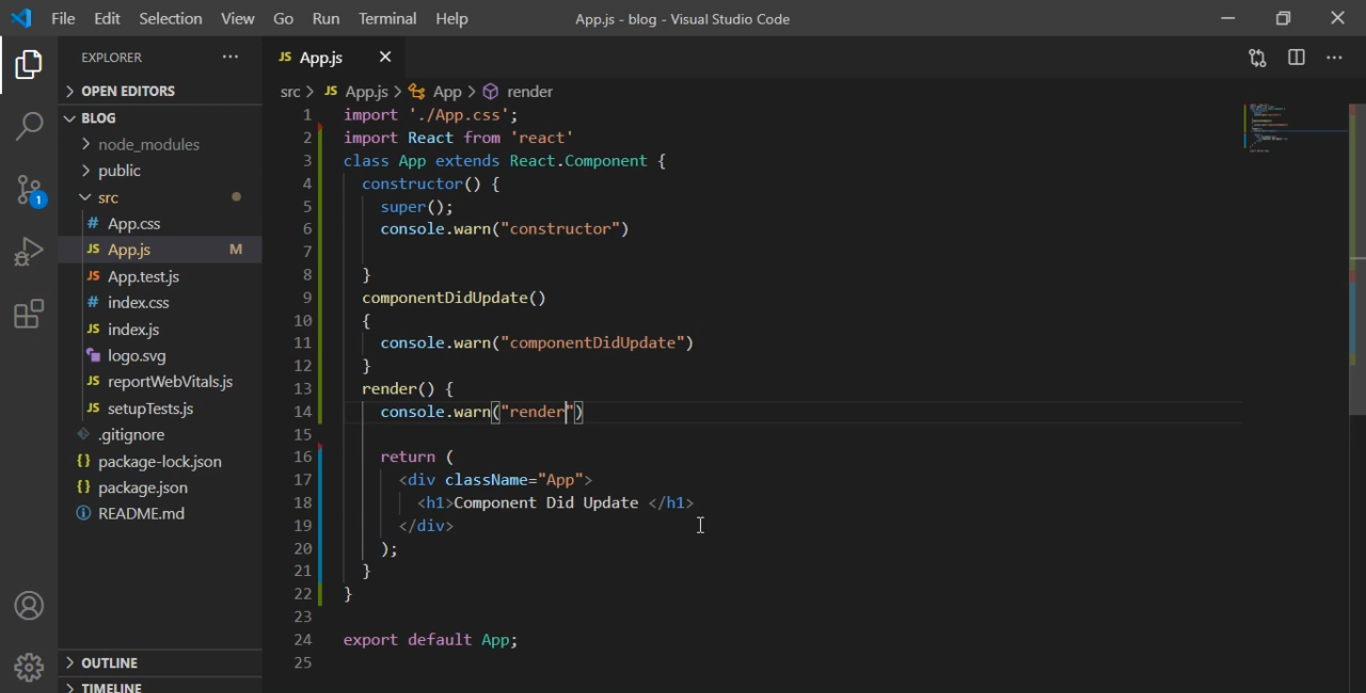 File Edit Selection View Go Run Terminal Help
App.js - blog - Visual Studio Code
EXPLORER
OPEN EDITORS
BLOG
node_modules
public
src
# App.css
JS App.js M
JS App.test.js
# index.css
JS index.js
logo.svg
JS reportWebVitals.js
JS setupTests.js
.gitignore
{} package-lock.json
{} package.json
README.md
OUTLINE
TIMELINE
1
JS App.js
src > JS App.js > App > render
1 import './App.css';
2 import React from 'react'
3 class App extends React.Component {
4 constructor() {
5 super();
6 console.warn("constructor")
7
8 }
9 componentDidUpdate()
10 {
11 console.warn("componentDidUpdate")
12 }
13 render() {
14 console.warn("render")
15
16 return (
17 <div className="App">
18 <h1>Component Did Update </h1>
19 </div>
20 );
21 }
22 }
23
24 export default App;
25